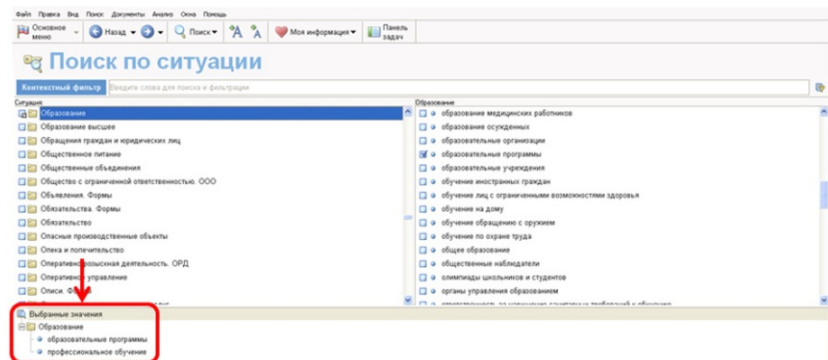 Файл Правка Вид Поиск Документы Анализ Окна Помощь
Основное меню Назад Поиск Моя информация Панель задач
Поиск по ситуации
Контекстный фильтр Введите слова для поиска и фильтрации
Ситуация
Образование
Образование высшее
Обращения граждан и юридических лиц
Общественное питание
Общественные объединения
Общество с ограниченной ответственностью. ООО
Объявления. Формы
Обязательства. Формы
Обязательство
Опасные производственные объекты
Опека и попечительство
Оперативно-розыскная деятельность. ОРД
Оперативное управление
Описи.
Образование
образование медицинских работников
образование осужденных
образовательные организации
образовательные программы
образовательные учреждения
обучение иностранных граждан
обучение лиц с ограниченными возможностями здоровья
обучение на дому
обучение обращению с оружием
обучение по охране труда
общее образование
общественные наблюдатели
олимпиады школьников и студентов
органы управления образованием
Выбранные значения
Образование
образовательные программы
профессиональное обучение